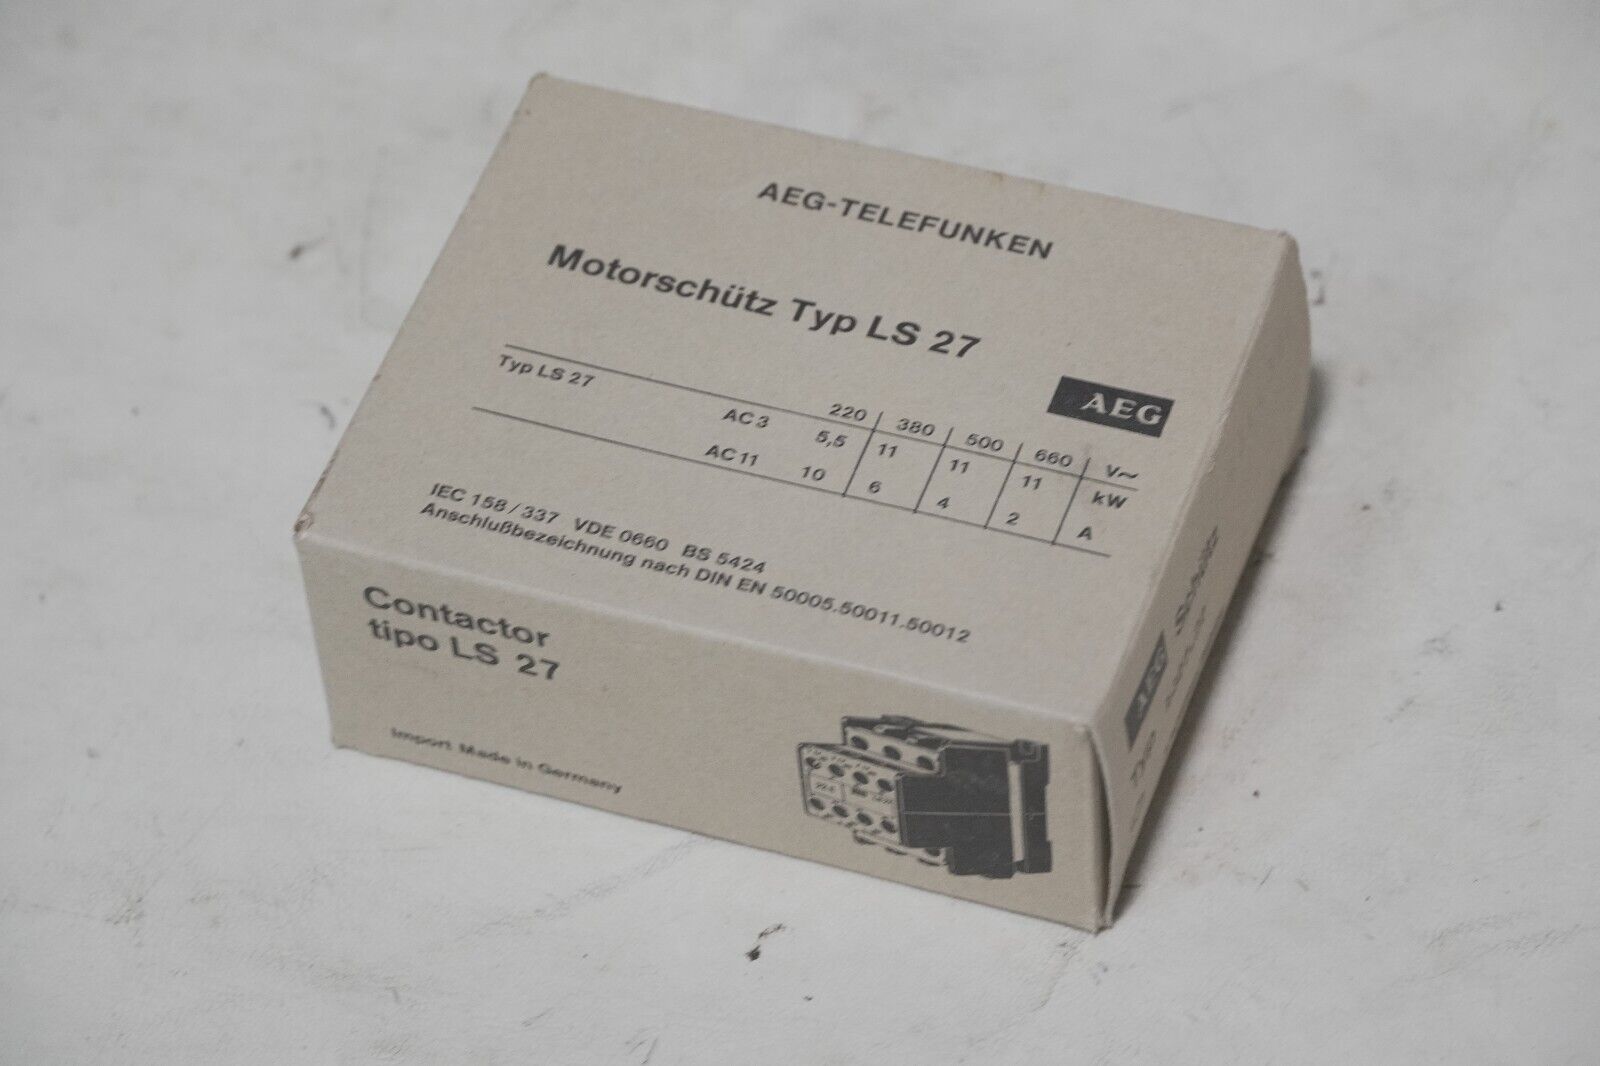 AEG-TELEFUNKEN
Motorschütz Typ LS 27
AEG
Typ LS 27 220 380 500 660 V~
AC 3 5,5 11 11 11 kW
AC 11 10 6 4 2 A
IEC 158 / 337 VDE 0660 BS 5424
Anschlußbezeichnung nach DIN EN 50005.50011.50012
Contactor
tipo LS 27
Import Made in Germany
AEG
Typ